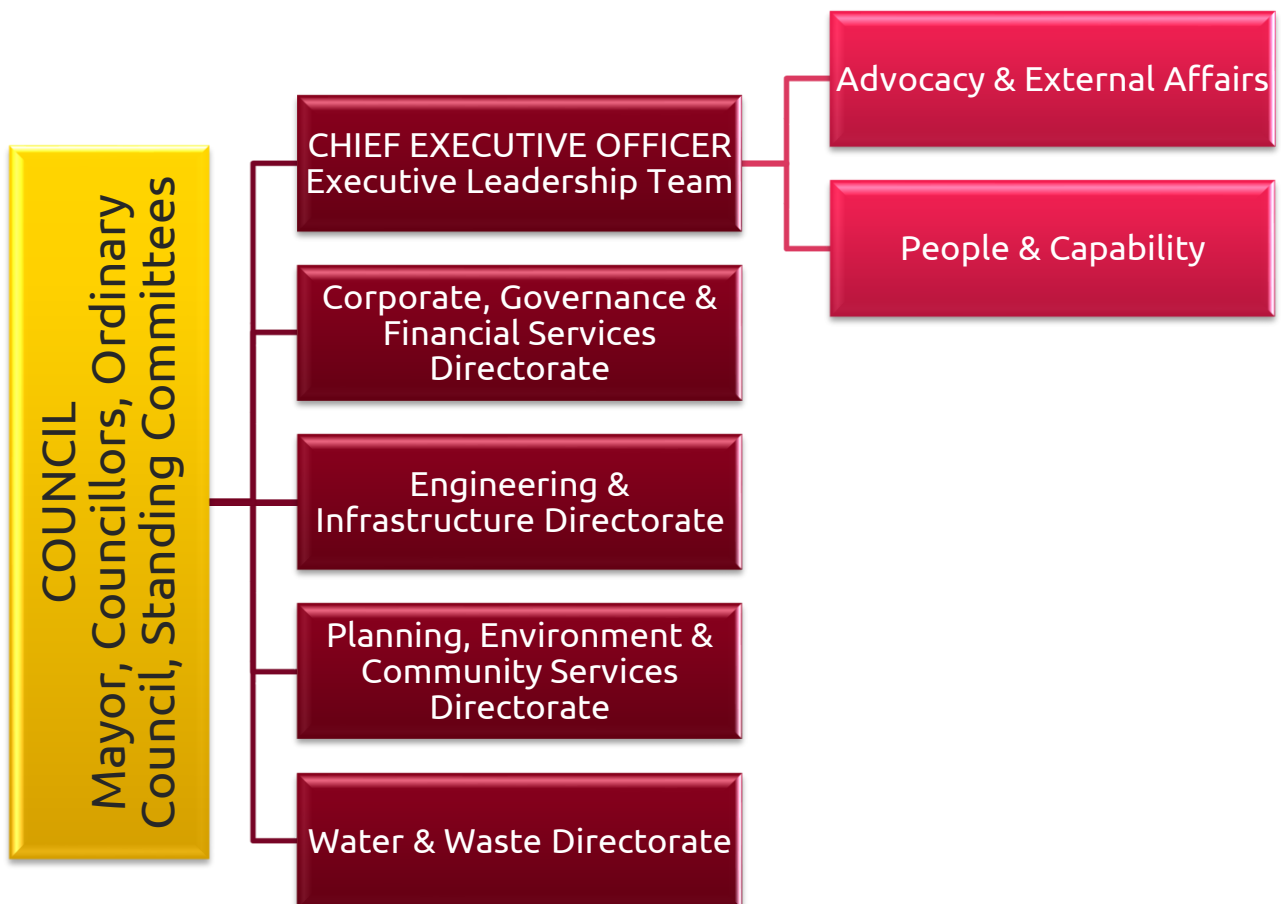 COUNCIL
Mayor, Councillors, Ordinary
Council, Standing Committees
CHIEF EXECUTIVE OFFICER
Executive Leadership Team
Advocacy & External Affairs
People & Capability
Corporate, Governance &
Financial Services
Directorate
Engineering &
Infrastructure Directorate
Planning, Environment &
Community Services
Directorate
Water & Waste Directorate